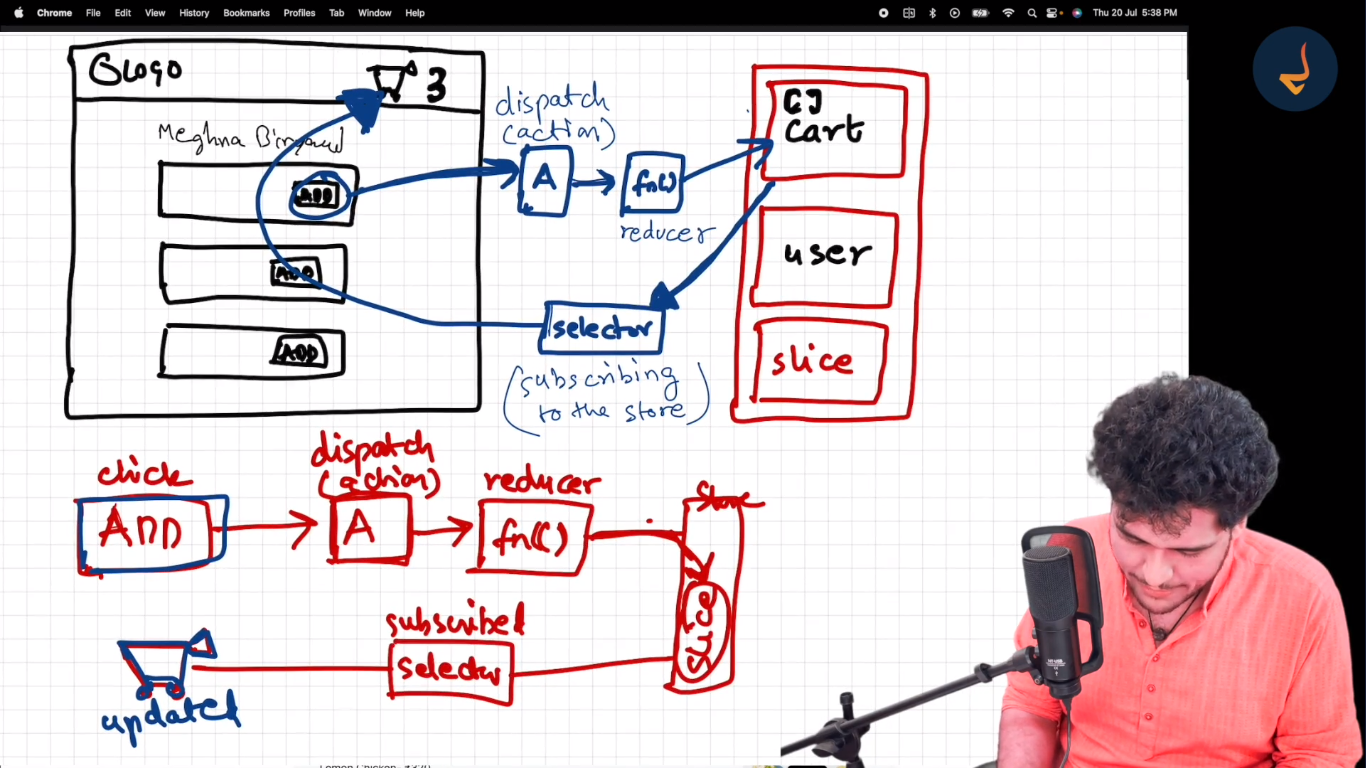 Chrome File Edit View History Bookmarks Profiles Tab Window Help Thu 20 Jul 5:38 PM
LOGO
3
dispatch
(action)
[]
Cart
ADD
A
fn()
reducer
user
ADD
selector
ADD
slice
(subscribing
to the store)
click
dispatch
(action)
reducer
Store
ADD
A
fn()
slice
subscribed
selector
updated